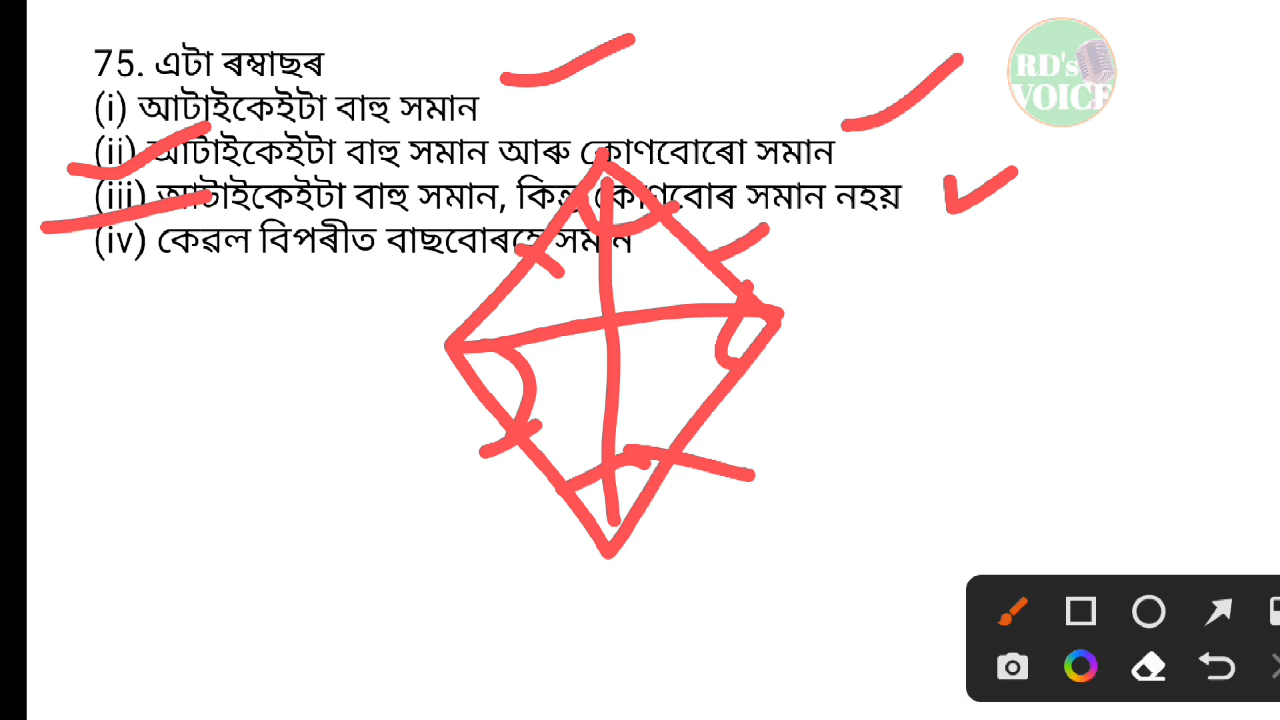 75. এটা ৰম্বাছৰ
(i) আটাইকেইটা বাহু সমান
(ii) আটাইকেইটা বাহু সমান আৰু কোণবোৰো সমান
(iii) আটাইকেইটা বাহু সমান, কিন্তু কোণবোৰ সমান নহয়
(iv) কেৱল বিপৰীত বাছবোৰহে সমান
RD's
VOICE